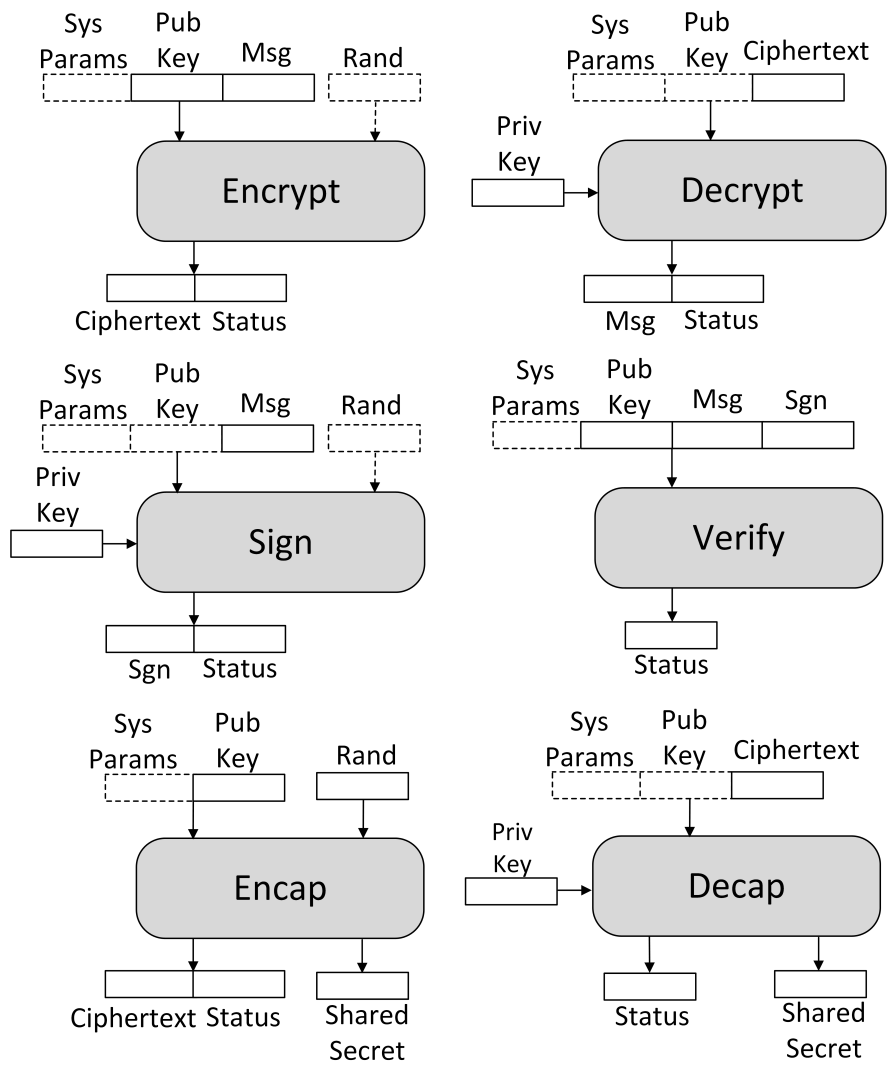 Sys
Params
Pub
Key
Msg
Rand
Encrypt
Ciphertext Status
Sys
Params
Pub
Key
Ciphertext
Priv
Key
Decrypt
Msg Status
Sys
Params
Pub
Key
Msg
Rand
Priv
Key
Sign
Sgn Status
Sys
Params
Pub
Key
Msg
Sgn
Verify
Status
Sys
Params
Pub
Key
Rand
Encap
Ciphertext Status
Shared
Secret
Sys
Params
Pub
Key
Ciphertext
Priv
Key
Decap
Status
Shared
Secret